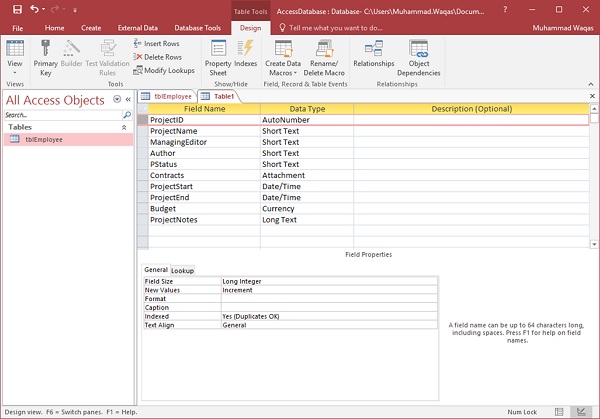 Table Tools
AccessDatabase : Database- C:\Users\Muhammad.Waqas\Docum...
?
File Home Create External Data Database Tools Design Tell me what you want to do... Muhammad Waqas
View
Primary Key
Builder
Test Validation Rules
Insert Rows
Delete Rows
Modify Lookups
Property Sheet
Indexes
Create Data Macros
Rename/ Delete Macro
Relationships
Object Dependencies
Views Tools Show/Hide Field, Record & Table Events Relationships
All Access Objects
Search...
Tables
tblEmployee
tblEmployee Table1
Field Name Data Type Description (Optional)
ProjectID AutoNumber
ProjectName Short Text
ManagingEditor Short Text
Author Short Text
PStatus Short Text
Contracts Attachment
ProjectStart Date/Time
ProjectEnd Date/Time
Budget Currency
ProjectNotes Long Text
Field Properties
General Lookup
Field Size Long Integer
New Values Increment
Format
Caption
Indexed Yes (Duplicates OK)
Text Align General
A field name can be up to 64 characters long,
including spaces. Press F1 for help on field
names.
Design view. F6 = Switch panes. F1 = Help. Num Lock